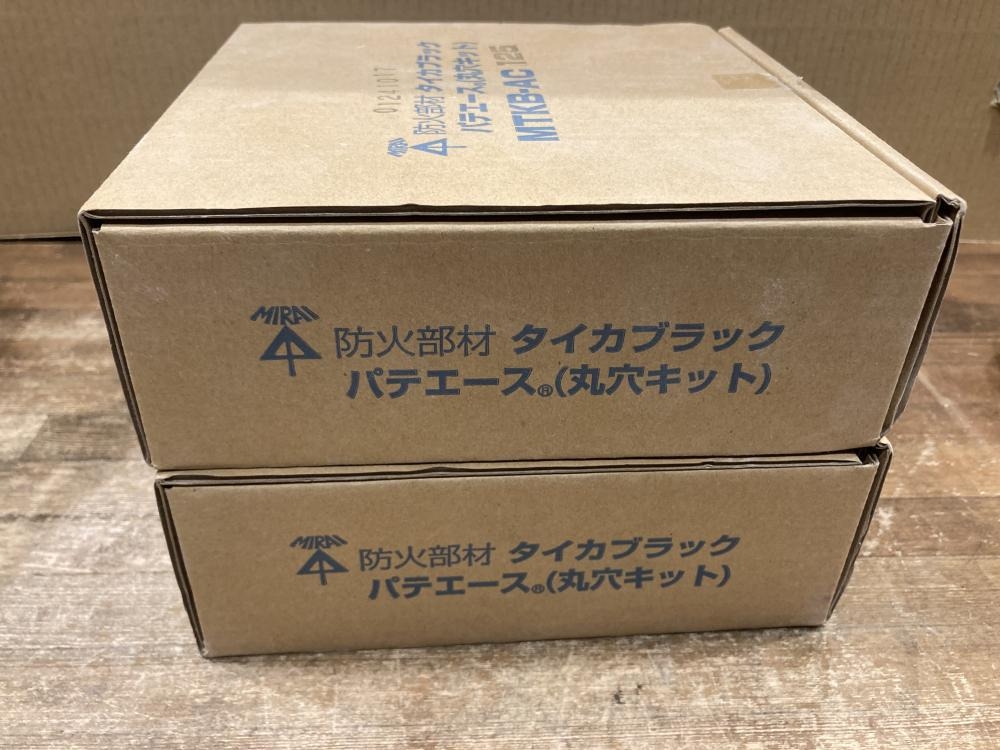 01241017
MIRAI
防火部材 タイカブラック
パテエース(丸穴キット)
MTKB-AC 125
MIRAI
防火部材 タイカブラック
パテエース®(丸穴キット)
MIRAI
防火部材 タイカブラック
パテエース®(丸穴キット)